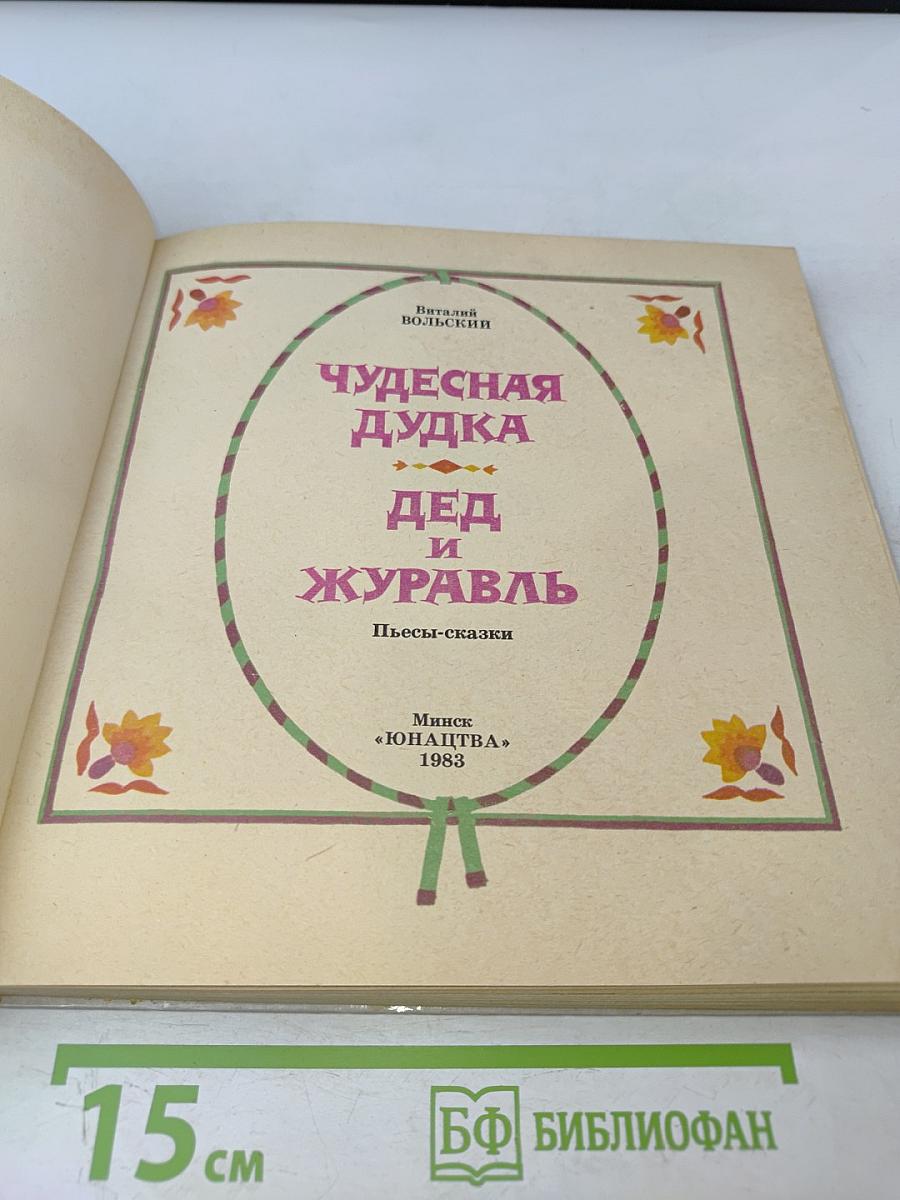 Виталий
ВОЛЬСКИЙ
ЧУДЕСНАЯ
ДУДКА
ДЕД
И
ЖУРАВЛЬ
Пьесы-сказки
Минск
«ЮНАЦТВА»
1983
15 см
БФ БИБЛИОФАН